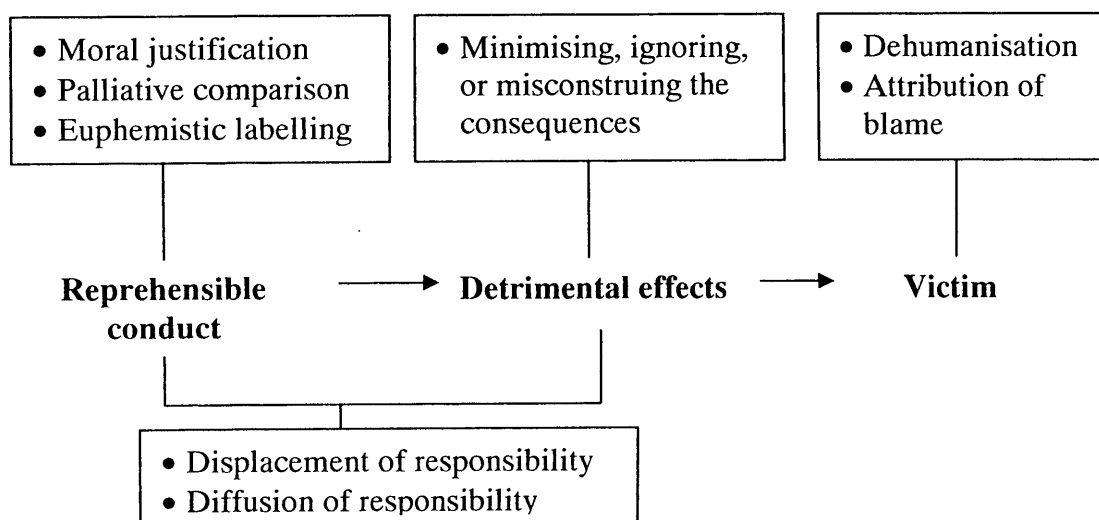 • Moral justification
• Palliative comparison
• Euphemistic labelling
• Minimising, ignoring,
or misconstruing the
consequences
• Dehumanisation
• Attribution of
blame
Reprehensible
conduct
Detrimental effects
Victim
• Displacement of responsibility
• Diffusion of responsibility